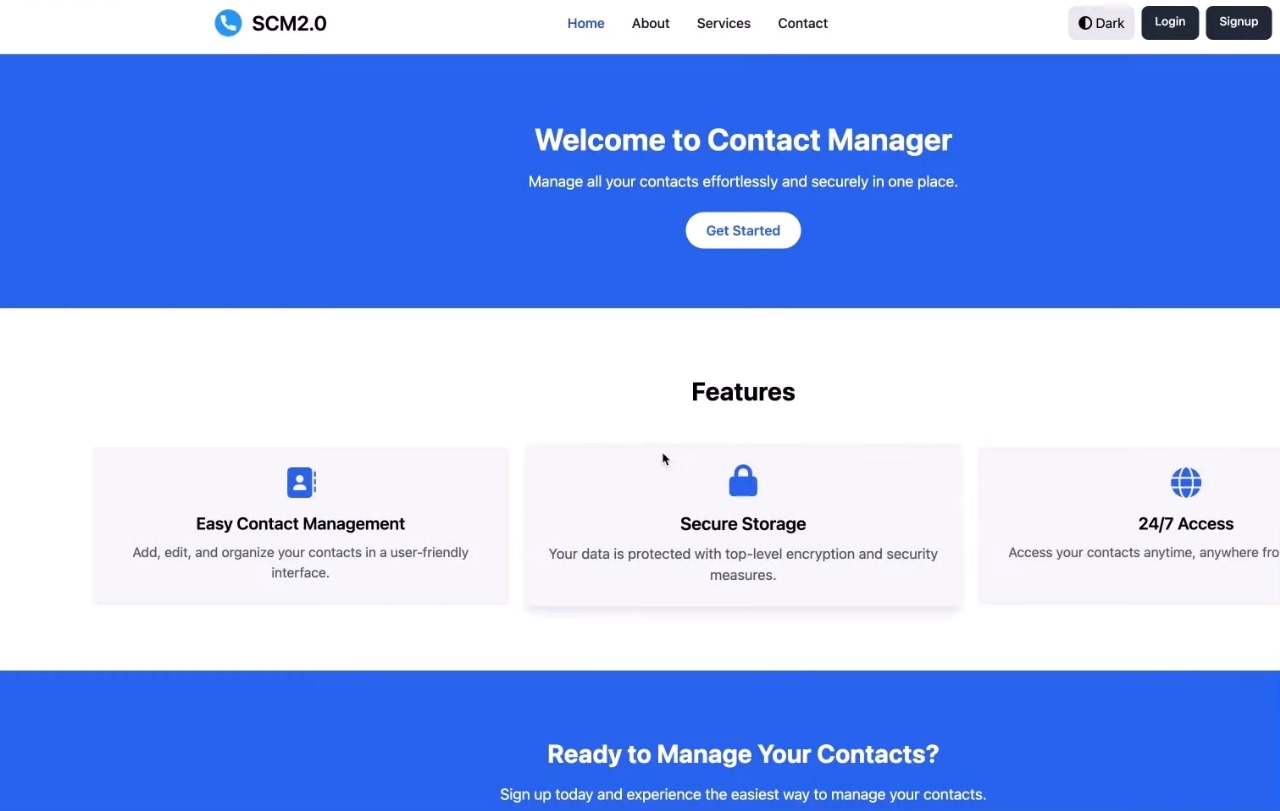 SCM2.0
Home About Services Contact
Dark Login Signup
Welcome to Contact Manager
Manage all your contacts effortlessly and securely in one place.
Get Started
Features
Easy Contact Management
Add, edit, and organize your contacts in a user-friendly
interface.
Secure Storage
Your data is protected with top-level encryption and security
measures.
24/7 Access
Access your contacts anytime, anywhere
Ready to Manage Your Contacts?
Sign up today and experience the easiest way to manage your contacts.